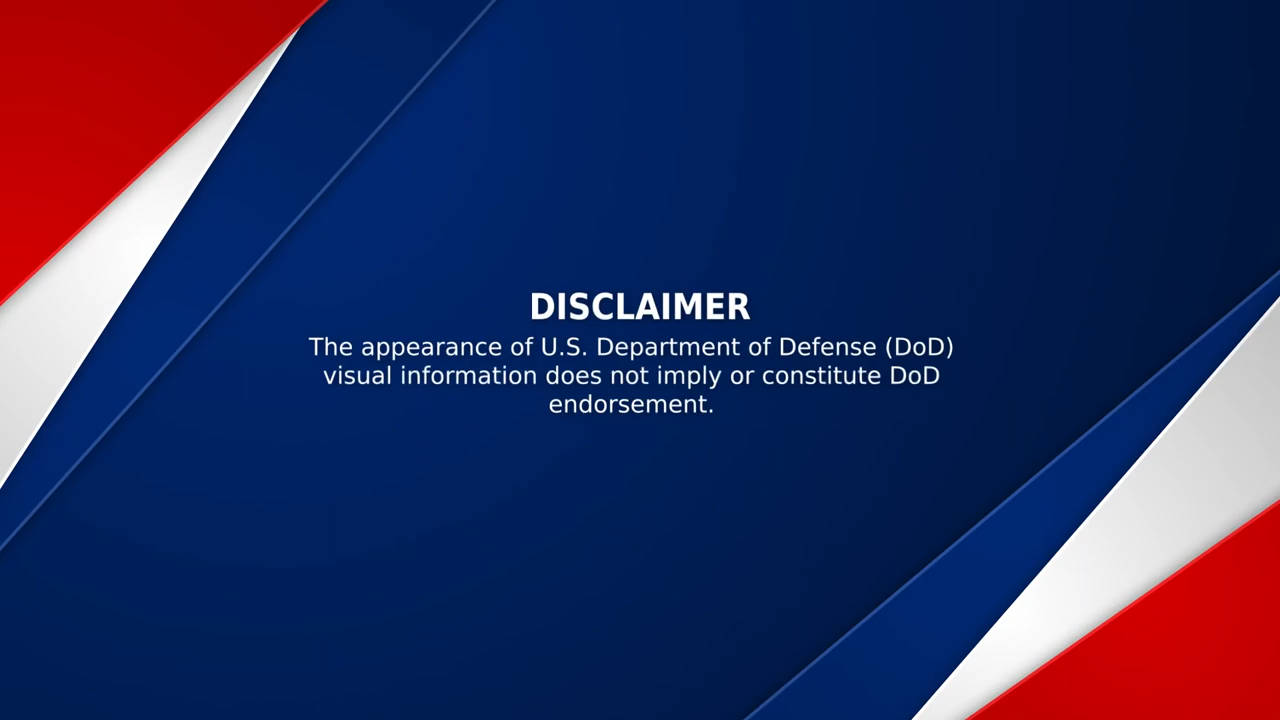 DISCLAIMER
The appearance of U.S. Department of Defense (DoD)
visual information does not imply or constitute DoD
endorsement.